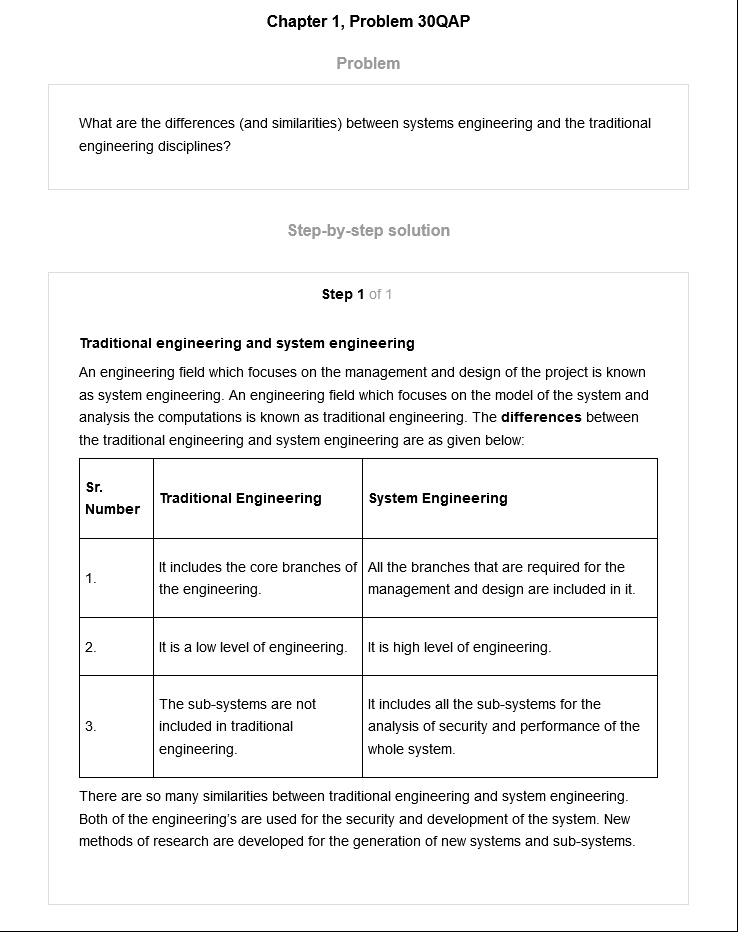 Chapter 1, Problem 30QAP
Problem
What are the differences (and similarities) between systems engineering and the traditional
engineering disciplines?
Step-by-step solution
Step 1 of 1
Traditional engineering and system engineering
An engineering field which focuses on the management and design of the project is known
as system engineering. An engineering field which focuses on the model of the system and
analysis the computations is known as traditional engineering. The differences between
the traditional engineering and system engineering are as given below:
Sr.
Number
Traditional Engineering
System Engineering
1.
It includes the core branches of
the engineering.
All the branches that are required for the
management and design are included in it.
2.
It is a low level of engineering.
It is high level of engineering.
3.
The sub-systems are not
included in traditional
engineering.
It includes all the sub-systems for the
analysis of security and performance of the
whole system.
There are so many similarities between traditional engineering and system engineering.
Both of the engineering's are used for the security and development of the system. New
methods of research are developed for the generation of new systems and sub-systems.